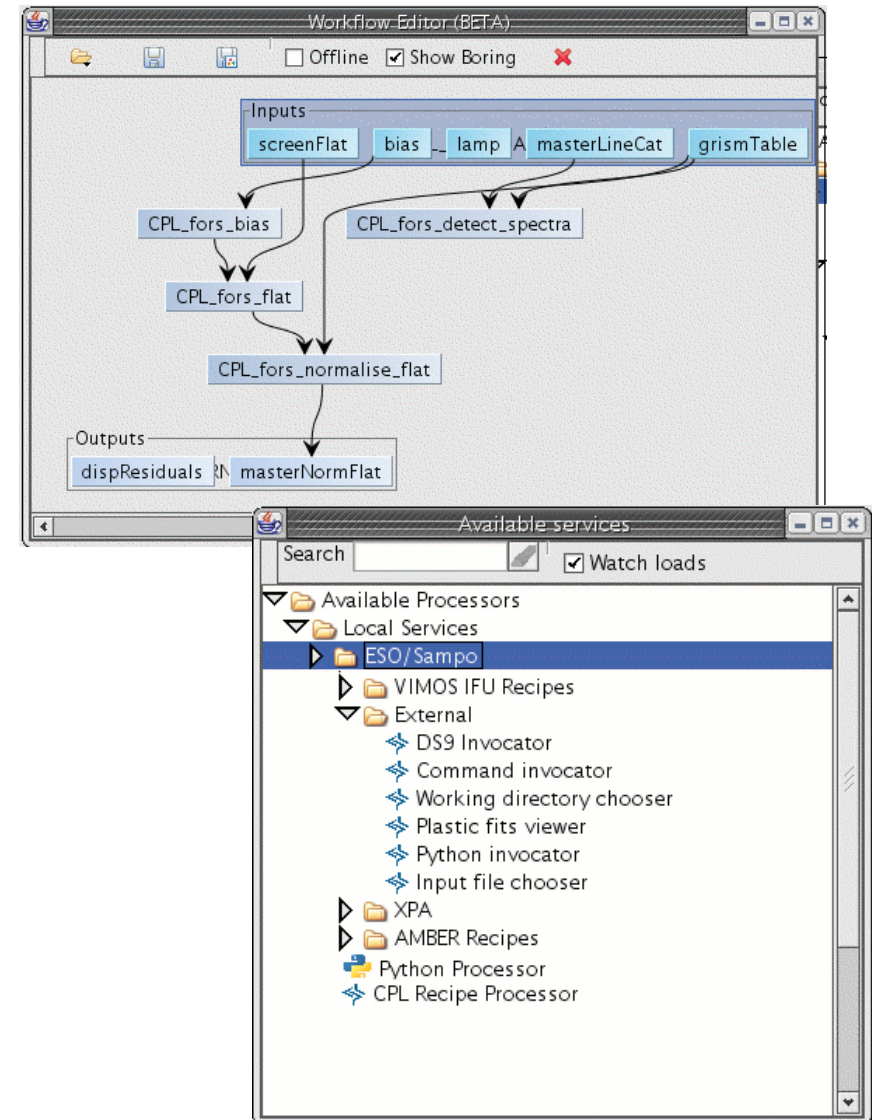 Workflow Editor (BETA)
Offline Show Boring
Inputs
screenFlat bias lamp A masterLineCat grismTable
CPL_fors_bias CPL_fors_detect_spectra
CPL_fors_flat
CPL_fors_normalise_flat
Outputs
dispResiduals masterNormFlat
Available services
Search Watch loads
Available Processors
Local Services
ESO/Sampo
VIMOS IFU Recipes
External
DS9 Invocator
Command invocator
Working directory chooser
Plastic fits viewer
Python invocator
Input file chooser
XPA
AMBER Recipes
Python Processor
CPL Recipe Processor